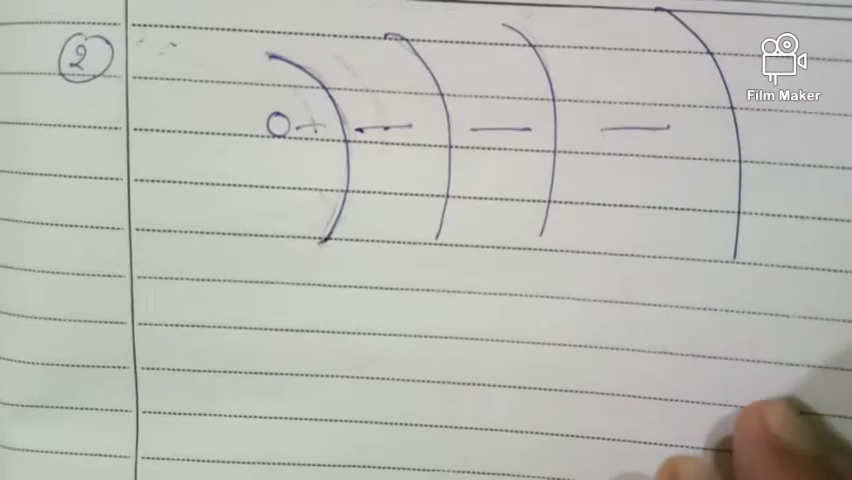 2
O + — — —
Film Maker